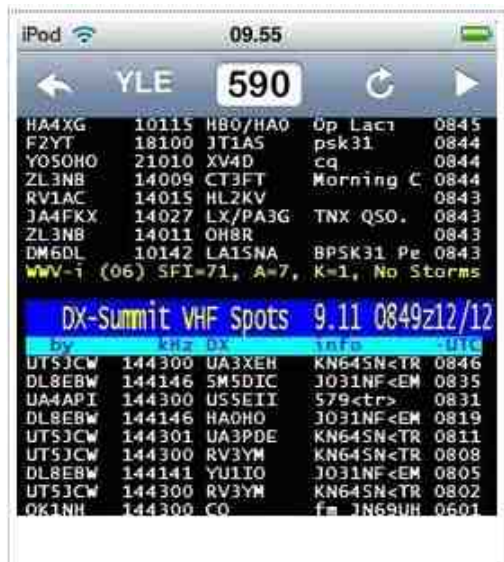 iPod 09.55
YLE 590
HA4XG 10115 HB0/HA0 Op Laci 0845
F2YT 18100 JT1AS psk31 0844
YO5OHO 21010 XV4D cq 0844
ZL3NB 14009 CT3FT Morning C 0844
RV1AC 14015 HL2KV 0843
JA4FKX 14027 LX/PA3G TNX QSO. 0843
ZL3NB 14011 OH8R 0843
DM6DL 10142 LA1SNA BPSK31 Pe 0843
WWV-i (06) SFI=71, A=7, K=1, No Storms
DX-Summit VHF Spots 9.11 0849z12/12
by kHz DX info -UTC
UT5JCW 144300 UA3XEH KN64SN<TR 0846
DL8EBW 144146 5M5DIC JO31NF<EM 0835
UA4API 144300 US5EII 579<tr> 0831
DL8EBW 144146 HA0HO JO31NF<EM 0819
UT5JCW 144301 UA3PDE KN64SN<TR 0811
UT5JCW 144300 RV3YM KN64SN<TR 0808
DL8EBW 144141 YU1IO JO31NF<EM 0805
UT5JCW 144300 RV3YM KN64SN<TR 0802
OK1NH 144300 CQ fm JN69UH 0601